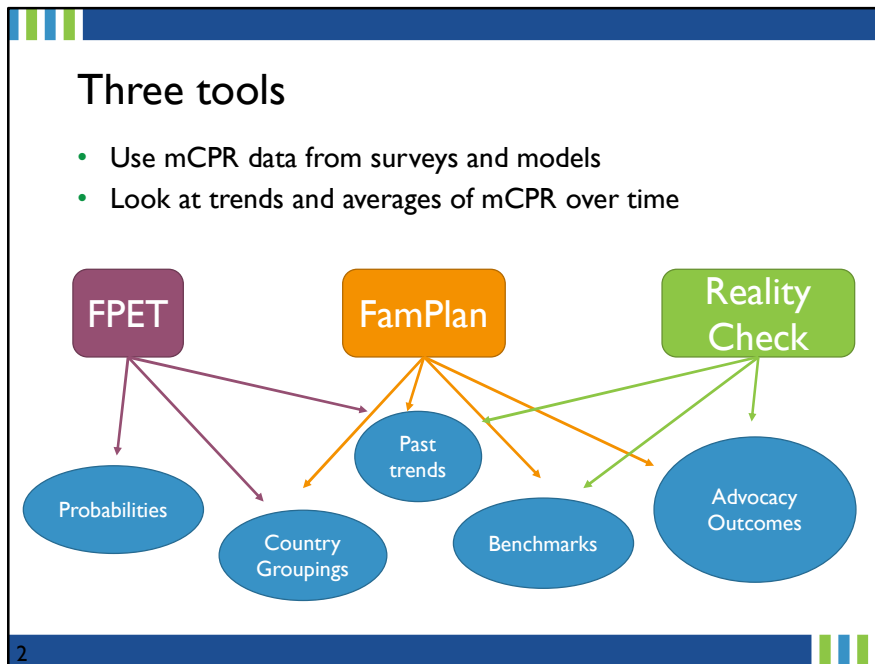 Three tools
• Use mCPR data from surveys and models
• Look at trends and averages of mCPR over time
FPET
FamPlan
Reality
Check
Past
trends
Probabilities
Country
Groupings
Benchmarks
Advocacy
Outcomes
2